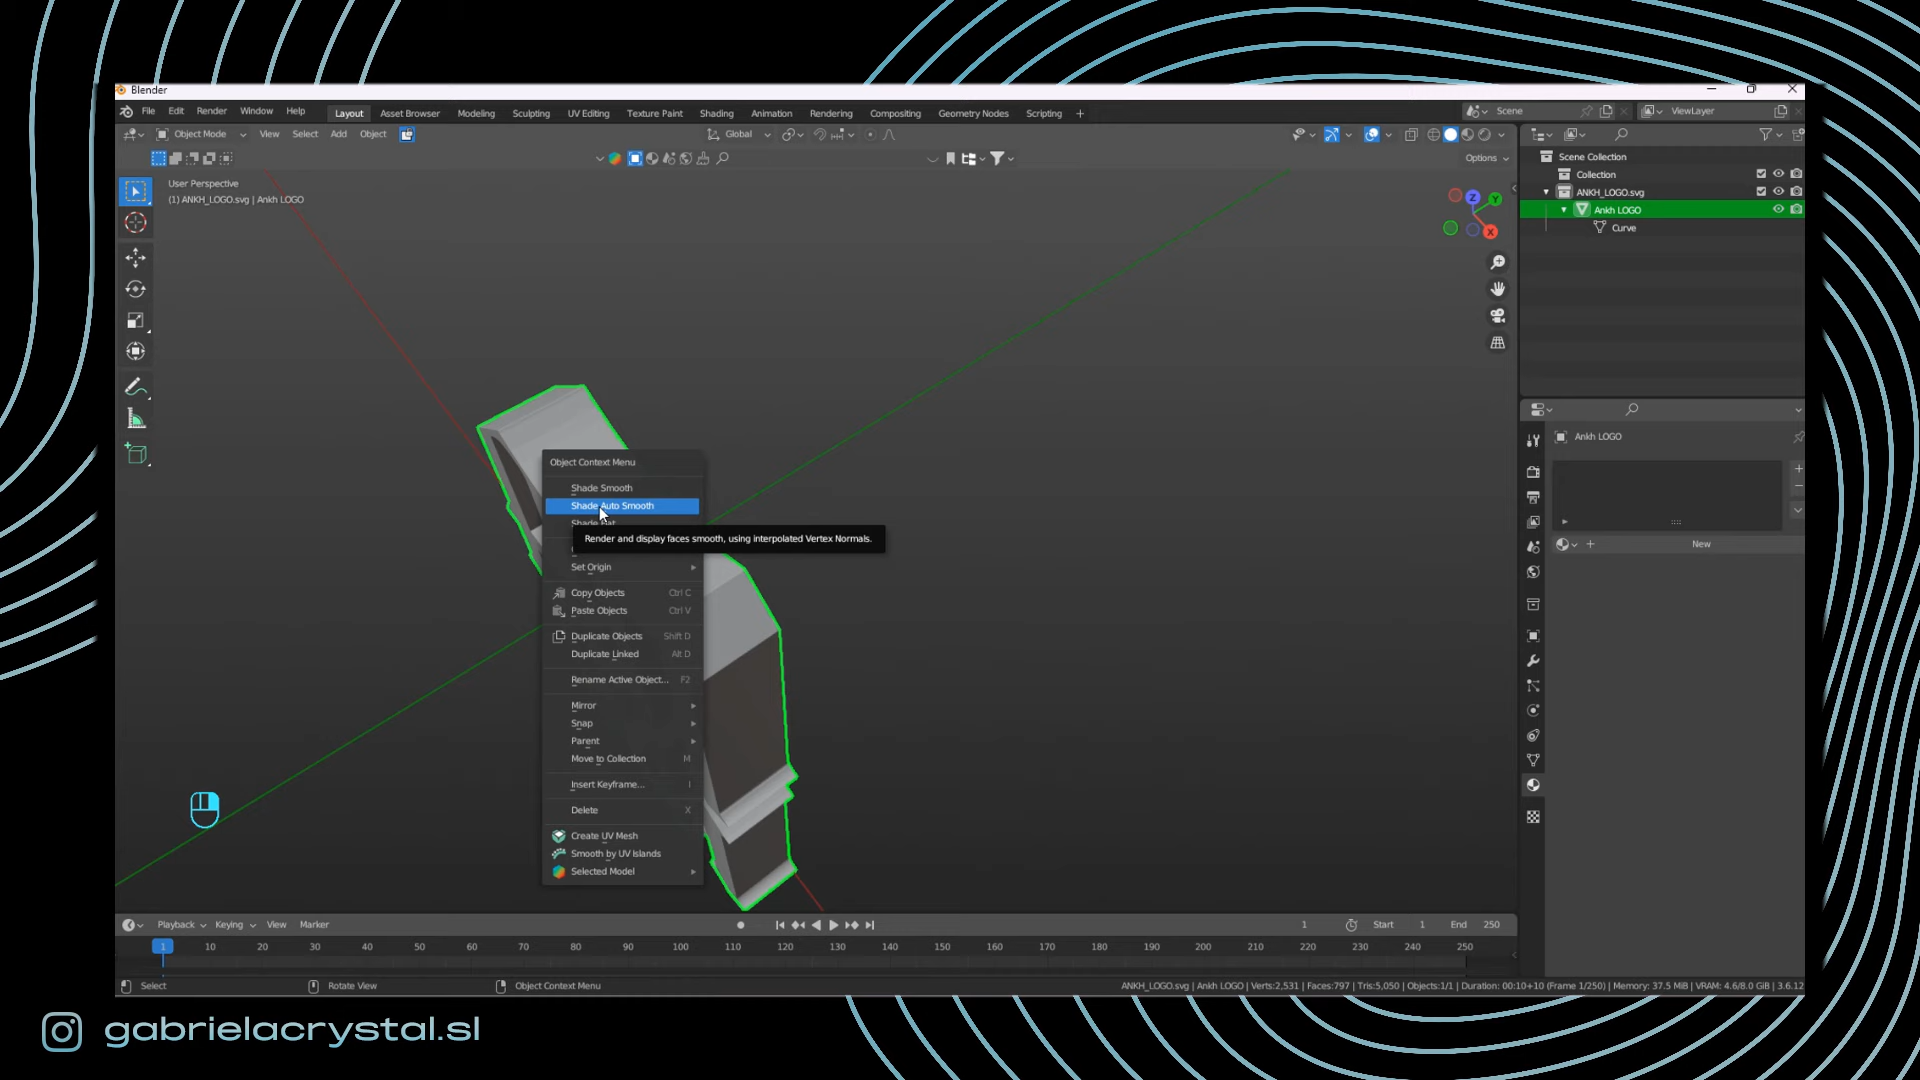 Blender
File Edit Render Window Help Layout Asset Browser Modeling Sculpting UV Editing Texture Paint Shading Animation Rendering Compositing Geometry Nodes Scripting + Scene ViewLayer
Object Mode View Select Add Object Global
Options
Scene Collection
Collection
ANKH_LOGO.svg
Ankh LOGO
Curve
User Perspective
(1) ANKH_LOGO.svg | Ankh LOGO
Z
Y
X
Ankh LOGO
New
Object Context Menu
Shade Smooth
Shade Auto Smooth
Shade Flat
Render and display faces smooth, using interpolated Vertex Normals.
Set Origin
Copy Objects Ctrl C
Paste Objects Ctrl V
Duplicate Objects Shift D
Duplicate Linked Alt D
Rename Active Object... F2
Mirror
Snap
Parent
Move to Collection M
Insert Keyframe... I
Delete X
Create UV Mesh
Smooth by UV Islands
Selected Model
Playback Keying View Marker 1 Start 1 End 250
1 10 20 30 40 50 60 70 80 90 100 110 120 130 140 150 160 170 180 190 200 210 220 230 240 250
Select Rotate View Object Context Menu ANKH_LOGO.svg | Ankh LOGO | Verts:2,531 | Faces:797 | Tris:5,050 | Objects:1/1 | Duration: 00:10+10 (Frame 1/250) | Memory: 37.5 MiB | VRAM: 4.6/8.0 GiB | 3.6.12
gabrielacrystal.sl